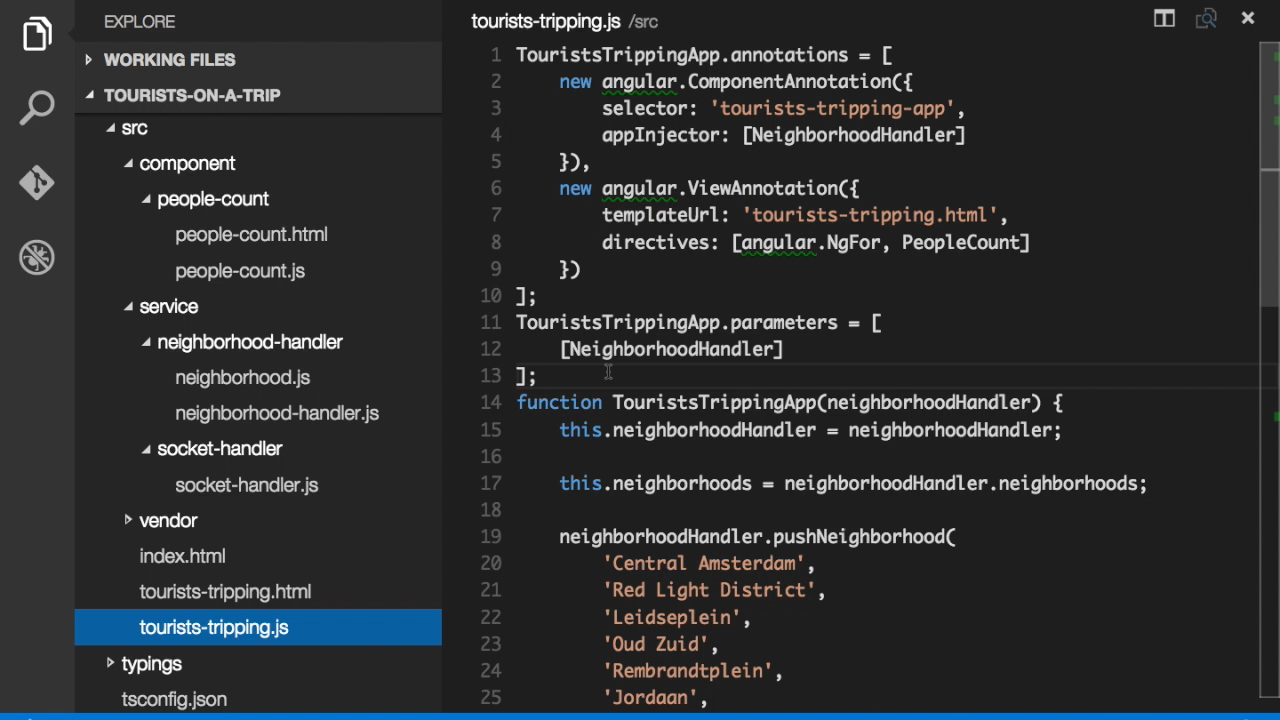 EXPLORE
WORKING FILES
TOURISTS-ON-A-TRIP
src
component
people-count
people-count.html
people-count.js
service
neighborhood-handler
neighborhood.js
neighborhood-handler.js
socket-handler
socket-handler.js
vendor
index.html
tourists-tripping.html
tourists-tripping.js
typings
tsconfig.json
tourists-tripping.js /src
1 TouristsTrippingApp.annotations = [
2     new angular.ComponentAnnotation({
3         selector: 'tourists-tripping-app',
4         appInjector: [NeighborhoodHandler]
5     }),
6     new angular.ViewAnnotation({
7         templateUrl: 'tourists-tripping.html',
8         directives: [angular.NgFor, PeopleCount]
9     })
10 ];
11 TouristsTrippingApp.parameters = [
12     [NeighborhoodHandler]
13 ];
14 function TouristsTrippingApp(neighborhoodHandler) {
15     this.neighborhoodHandler = neighborhoodHandler;
16
17     this.neighborhoods = neighborhoodHandler.neighborhoods;
18
19     neighborhoodHandler.pushNeighborhood(
20         'Central Amsterdam',
21         'Red Light District',
22         'Leidseplein',
23         'Oud Zuid',
24         'Rembrandtplein',
25         'Jordaan',